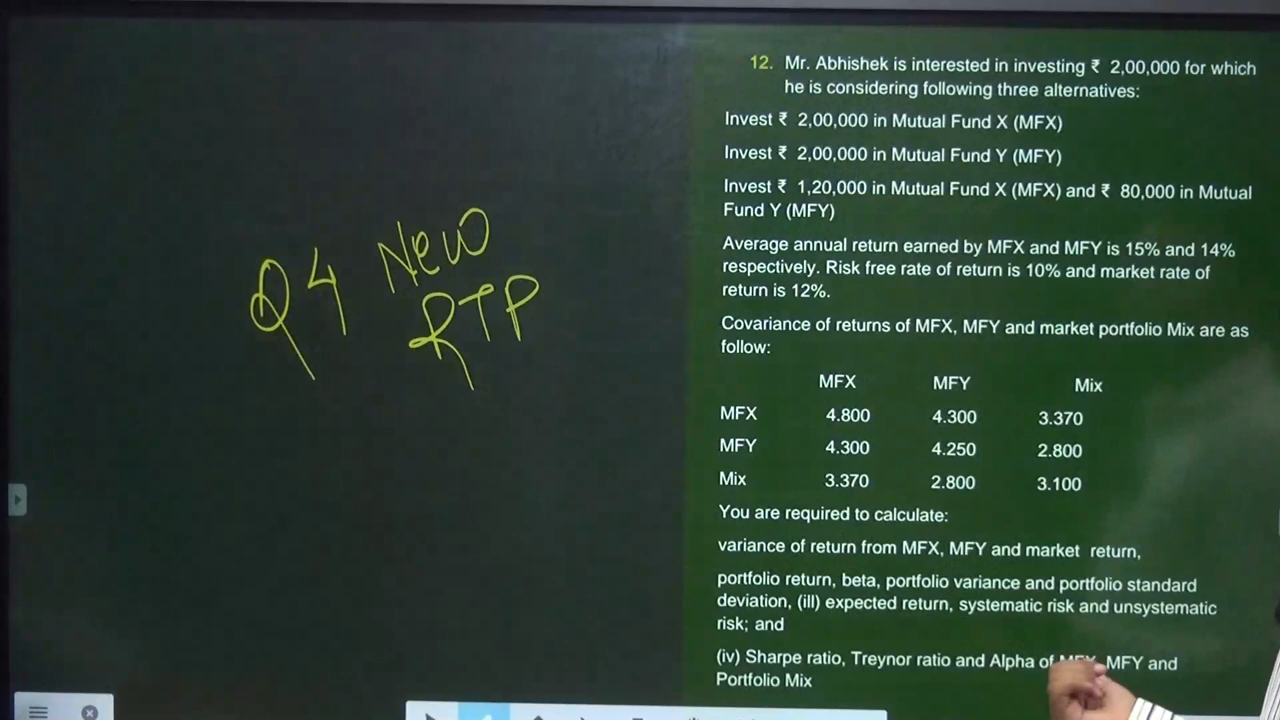 Q4 New
RTP
12. Mr. Abhishek is interested in investing ₹ 2,00,000 for which
he is considering following three alternatives:
Invest ₹ 2,00,000 in Mutual Fund X (MFX)
Invest ₹ 2,00,000 in Mutual Fund Y (MFY)
Invest ₹ 1,20,000 in Mutual Fund X (MFX) and ₹ 80,000 in Mutual
Fund Y (MFY)
Average annual return earned by MFX and MFY is 15% and 14%
respectively. Risk free rate of return is 10% and market rate of
return is 12%.
Covariance of returns of MFX, MFY and market portfolio Mix are as
follow:
MFX MFY Mix
MFX 4.800 4.300 3.370
MFY 4.300 4.250 2.800
Mix 3.370 2.800 3.100
You are required to calculate:
variance of return from MFX, MFY and market return,
portfolio return, beta, portfolio variance and portfolio standard
deviation, (ill) expected return, systematic risk and unsystematic
risk; and
(iv) Sharpe ratio, Treynor ratio and Alpha of MFX, MFY and
Portfolio Mix